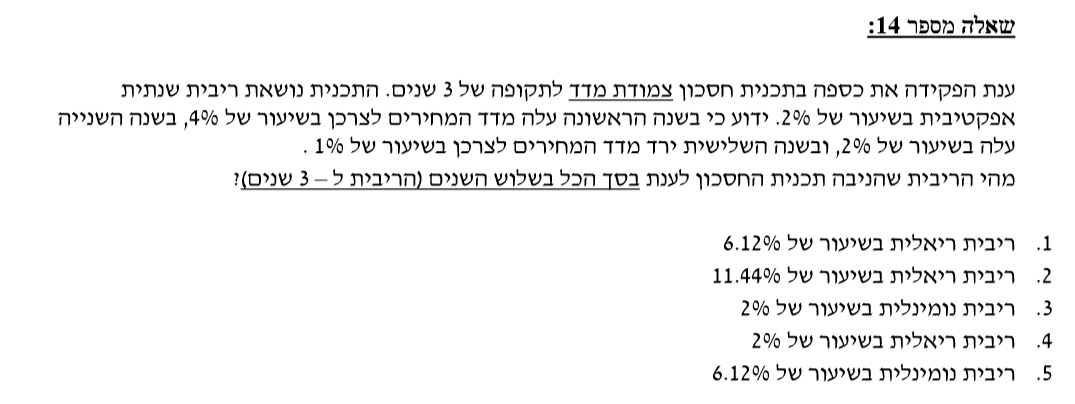 שאלה מספר 14:
ענת הפקידה את כספה בתכנית חסכון צמודת מדד לתקופה של 3 שנים. התכנית נושאת ריבית שנתית
אפקטיבית בשיעור של 2%. ידוע כי בשנה הראשונה עלה מדד המחירים לצרכן בשיעור של 4%, בשנה השנייה
עלה בשיעור של 2%, ובשנה השלישית ירד מדד המחירים לצרכן בשיעור של 1% .
מהי הריבית שהניבה תכנית החסכון לענת בסך הכל בשלוש השנים (הריבית ל – 3 שנים)?
1. ריבית ריאלית בשיעור של 6.12%
2. ריבית ריאלית בשיעור של 11.44%
3. ריבית נומינלית בשיעור של 2%
4. ריבית ריאלית בשיעור של 2%
5. ריבית נומינלית בשיעור של 6.12%